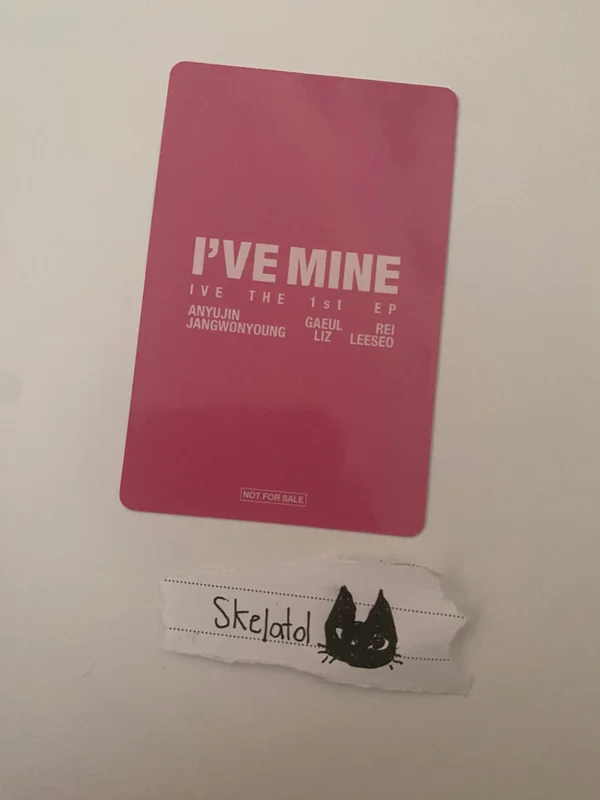 I'VE MINE
IVE THE 1st EP
ANYUJIN GAEUL REI
JANGWONYOUNG LIZ LEESEO
NOT FOR SALE
Skelatol